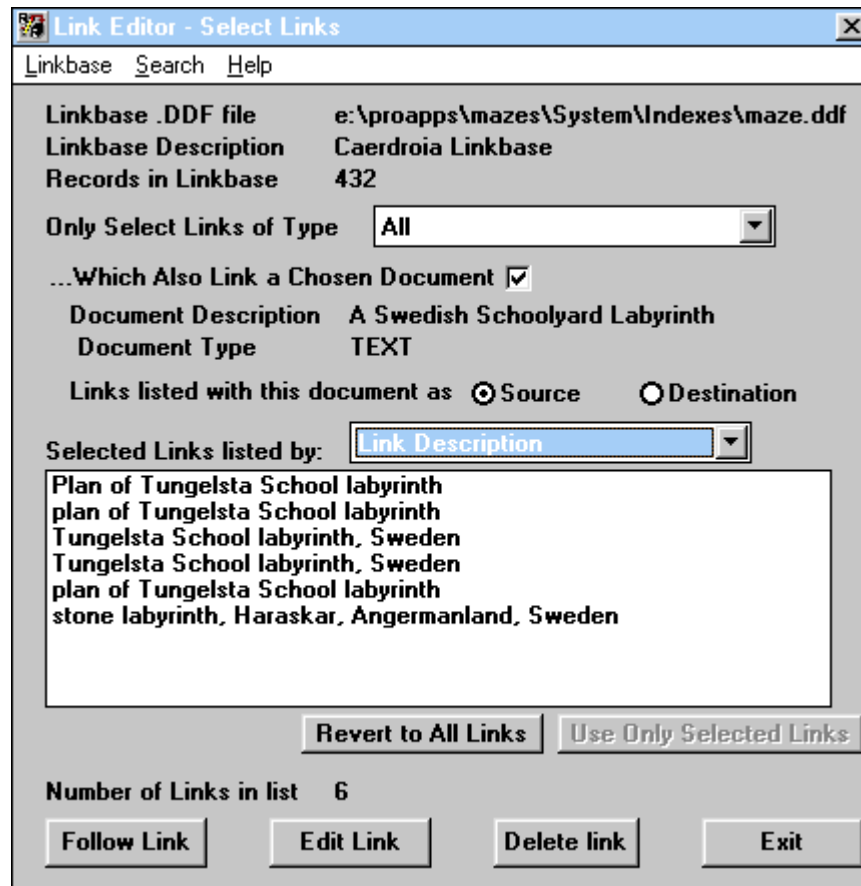 Link Editor - Select Links
Linkbase Search Help
Linkbase .DDF file e:\proapps\mazes\System\Indexes\maze.ddf
Linkbase Description Caerdroia Linkbase
Records in Linkbase 432
Only Select Links of Type All
...Which Also Link a Chosen Document
Document Description A Swedish Schoolyard Labyrinth
Document Type TEXT
Links listed with this document as Source Destination
Selected Links listed by: Link Description
Plan of Tungelsta School labyrinth
plan of Tungelsta School labyrinth
Tungelsta School labyrinth, Sweden
Tungelsta School labyrinth, Sweden
plan of Tungelsta School labyrinth
stone labyrinth, Haraskar, Angermanland, Sweden
Revert to All Links Use Only Selected Links
Number of Links in list 6
Follow Link Edit Link Delete link Exit